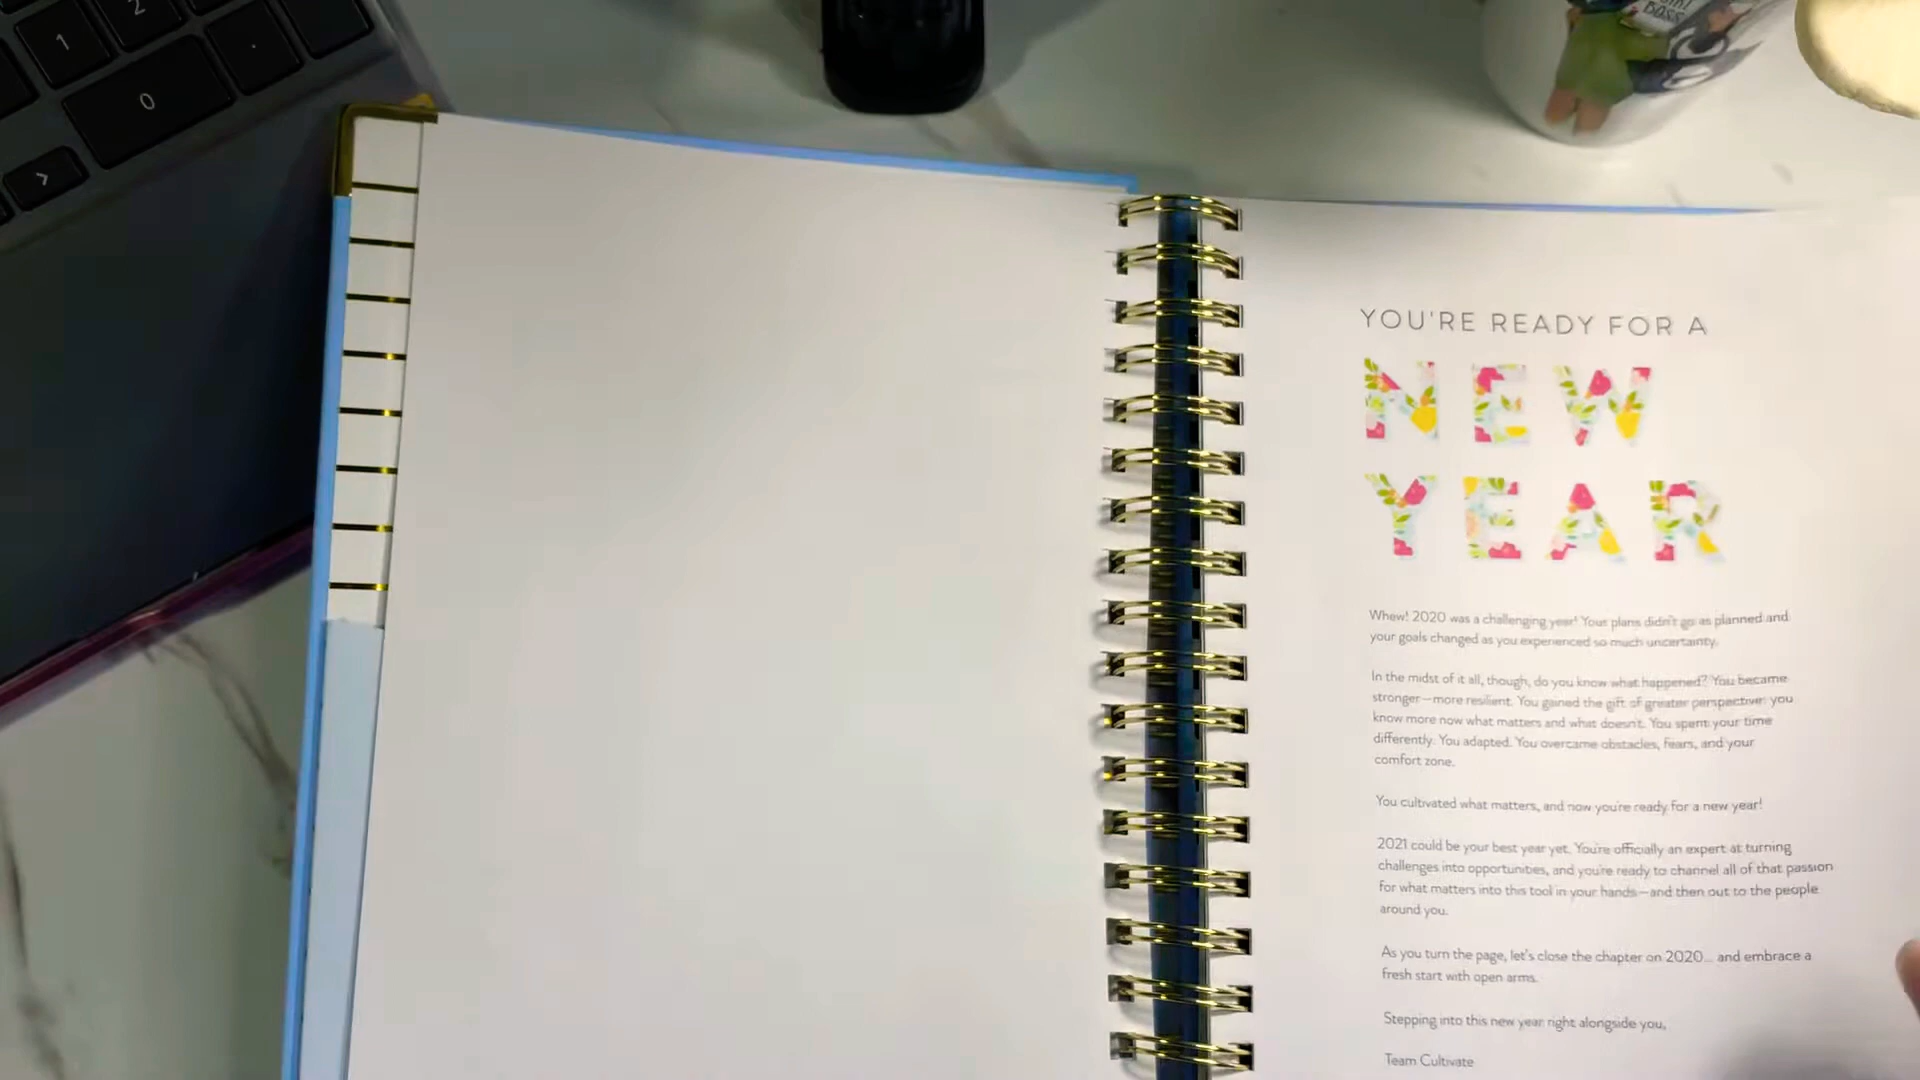 1
2
.
0
>
BOSS
YOU'RE READY FOR A
NEW
YEAR
Whew! 2020 was a challenging year! Your plans didn't go as planned and
your goals changed as you experienced so much uncertainty.
In the midst of it all, though, do you know what happened? You became
stronger—more resilient. You gained the gift of greater perspective: you
know more now what matters and what doesn't. You spent your time
differently. You adapted. You overcame obstacles, fears, and your
comfort zone.
You cultivated what matters, and now you're ready for a new year!
2021 could be your best year yet. You're officially an expert at turning
challenges into opportunities, and you're ready to channel all of that passion
for what matters into this tool in your hands—and then out to the people
around you.
As you turn the page, let's close the chapter on 2020... and embrace a
fresh start with open arms.
Stepping into this new year right alongside you,
Team Cultivate